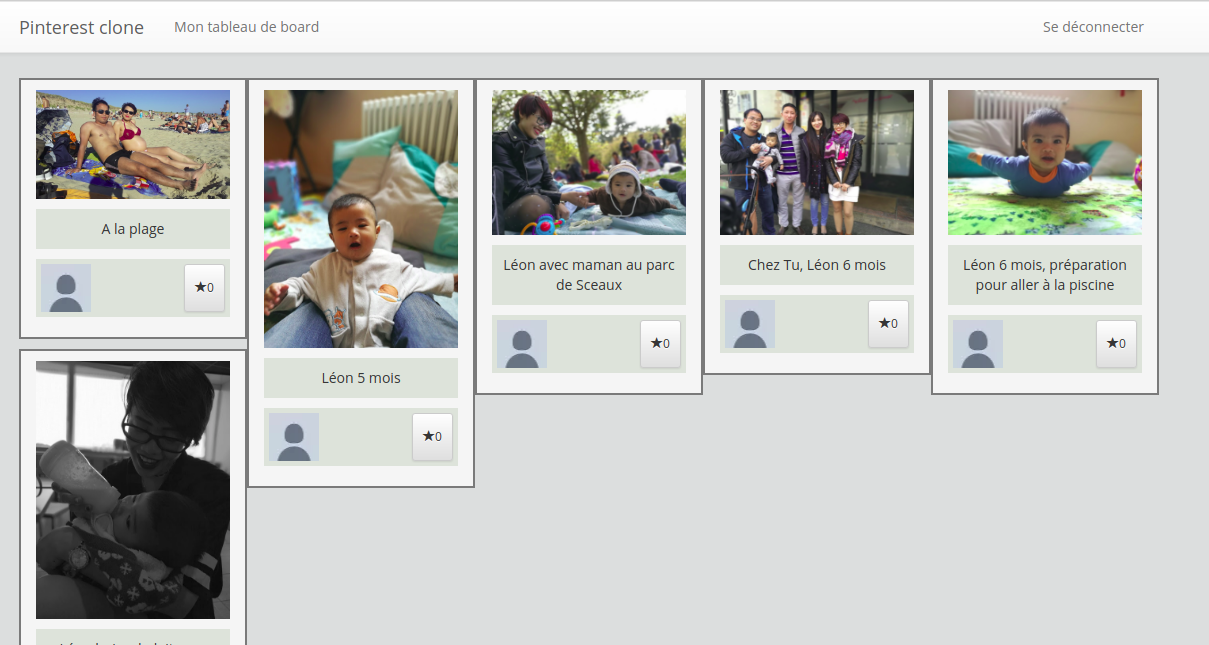 Pinterest clone
Mon tableau de board
Se déconnecter
A la plage
★0
Léon 5 mois
★0
Léon avec maman au parc
de Sceaux
★0
Chez Tu, Léon 6 mois
★0
Léon 6 mois, préparation
pour aller à la piscine
★0